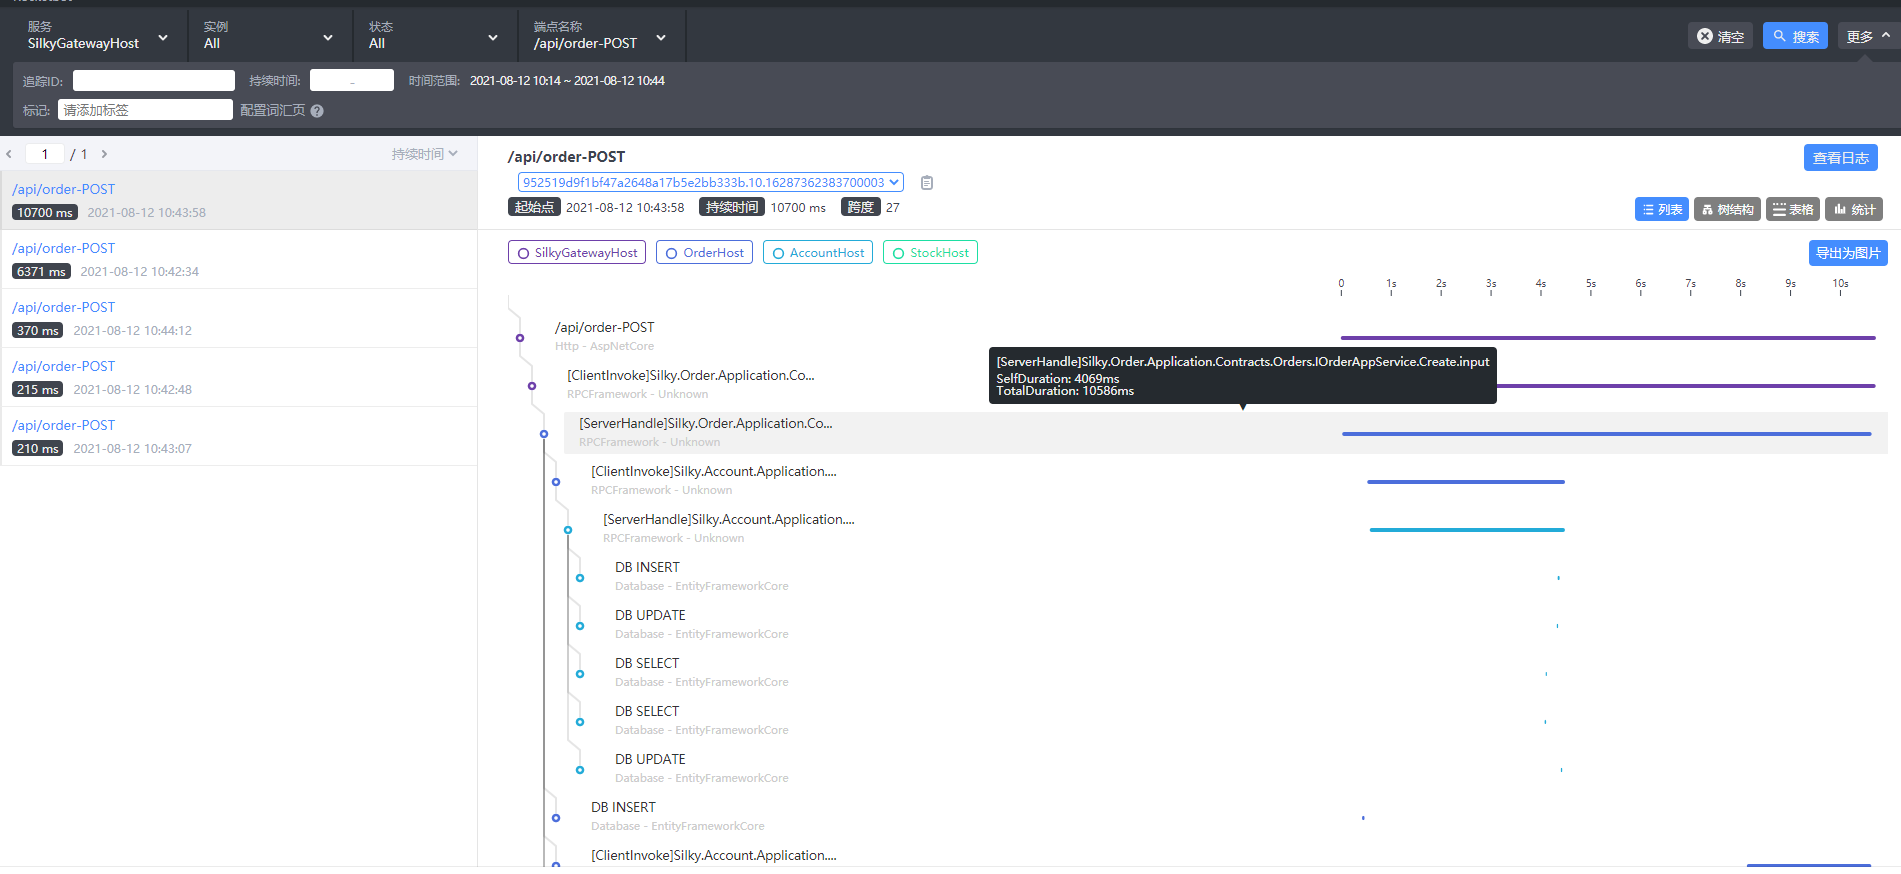 服务
SilkyGatewayHost
实例
All
状态
All
端点名称
/api/order-POST
清空
搜索
更多
追踪ID:
持续时间:
-
时间范围:
2021-08-12 10:14 ~ 2021-08-12 10:44
标记:
请添加标签
配置词汇页
?
1 / 1
持续时间
/api/order-POST
10700 ms 2021-08-12 10:43:58
/api/order-POST
6371 ms 2021-08-12 10:42:34
/api/order-POST
370 ms 2021-08-12 10:44:12
/api/order-POST
215 ms 2021-08-12 10:42:48
/api/order-POST
210 ms 2021-08-12 10:43:07
/api/order-POST
查看日志
952519d9f1bf47a2648a17b5e2bb333b.10.16287362383700003
起始点 2021-08-12 10:43:58 持续时间 10700 ms 跨度 27
列表 树结构 表格 统计
SilkyGatewayHost OrderHost AccountHost StockHost
导出为图片
0 1s 2s 3s 4s 5s 6s 7s 8s 9s 10s
/api/order-POST
Http - AspNetCore
[ServerHandle]Silky.Order.Application.Contracts.Orders.IOrderAppService.Create.input
SelfDuration: 4069ms
TotalDuration: 10586ms
[ClientInvoke]Silky.Order.Application.Co...
RPCFramework - Unknown
[ServerHandle]Silky.Order.Application.Co...
RPCFramework - Unknown
[ClientInvoke]Silky.Account.Application....
RPCFramework - Unknown
[ServerHandle]Silky.Account.Application....
RPCFramework - Unknown
DB INSERT
Database - EntityFrameworkCore
DB UPDATE
Database - EntityFrameworkCore
DB SELECT
Database - EntityFrameworkCore
DB SELECT
Database - EntityFrameworkCore
DB UPDATE
Database - EntityFrameworkCore
DB INSERT
Database - EntityFrameworkCore
[ClientInvoke]Silky.Account.Application....